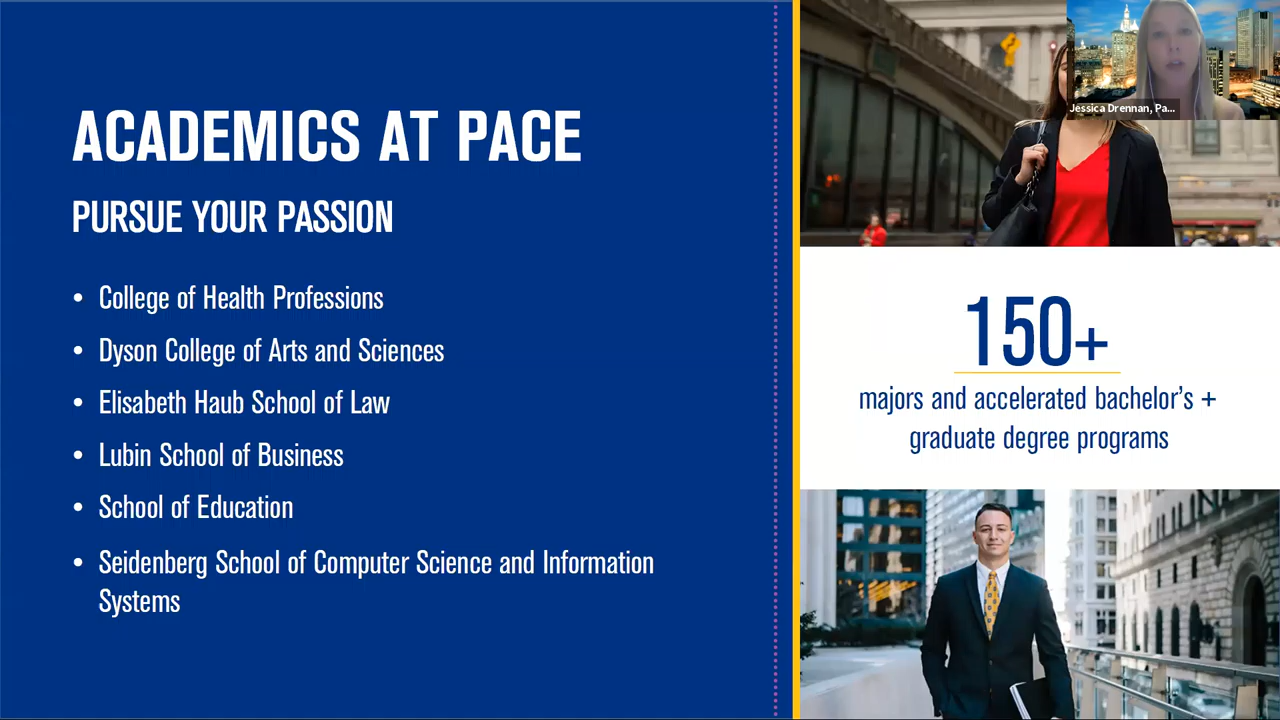 ACADEMICS AT PACE
PURSUE YOUR PASSION
• College of Health Professions
• Dyson College of Arts and Sciences
• Elisabeth Haub School of Law
• Lubin School of Business
• School of Education
• Seidenberg School of Computer Science and Information
Systems
Jessica Drennan, Pa...
150+
majors and accelerated bachelor's +
graduate degree programs